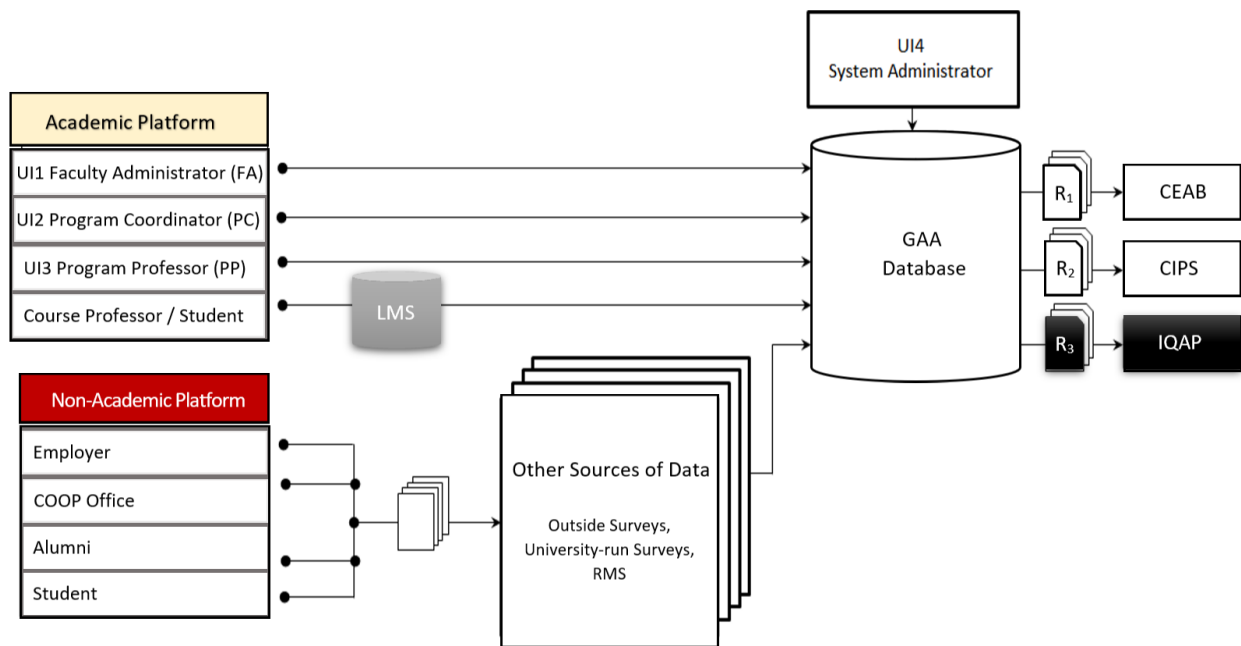 UI4
System Administrator
Academic Platform
UI1 Faculty Administrator (FA)
UI2 Program Coordinator (PC)
UI3 Program Professor (PP)
Course Professor / Student
LMS
GAA
Database
R1
CEAB
R2
CIPS
R3
IQAP
Non-Academic Platform
Employer
COOP Office
Alumni
Student
Other Sources of Data
Outside Surveys,
University-run Surveys,
RMS